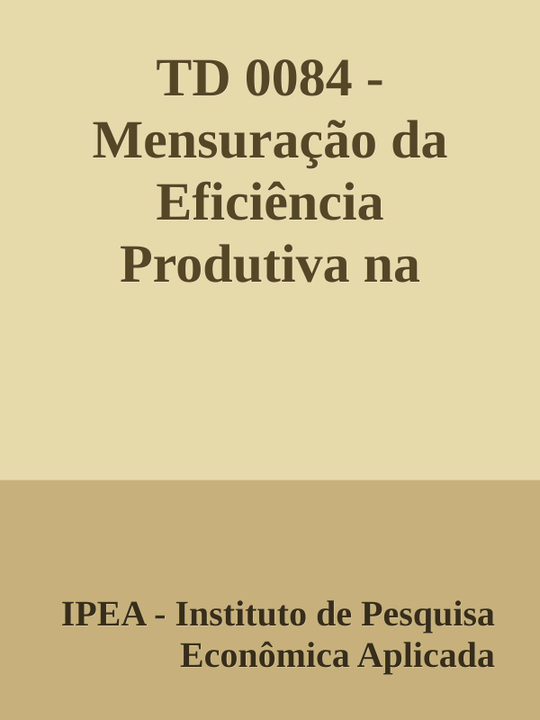 TD 0084 -
Mensuração da
Eficiência
Produtiva na
IPEA - Instituto de Pesquisa
Econômica Aplicada